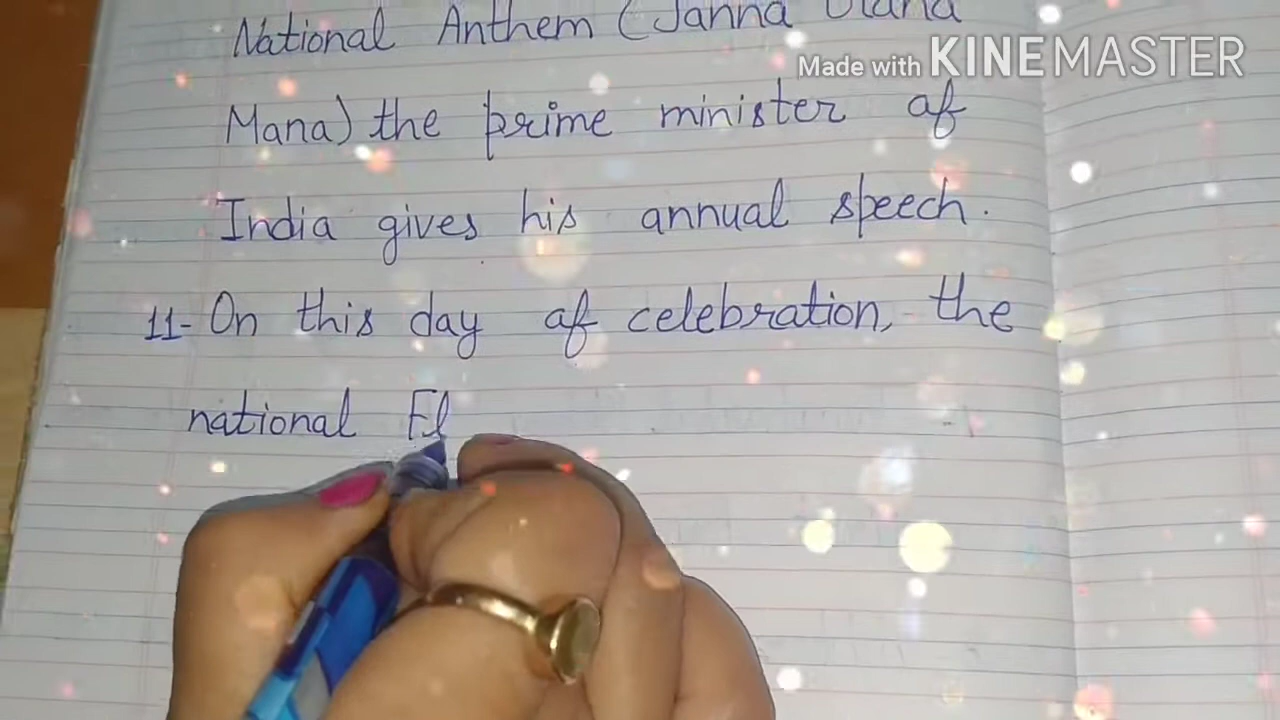 National Anthem (Janna
Made with KINEMASTER
Mana) the prime minister of
India gives his annual speech.
11- On this day of celebration, the
national Fl